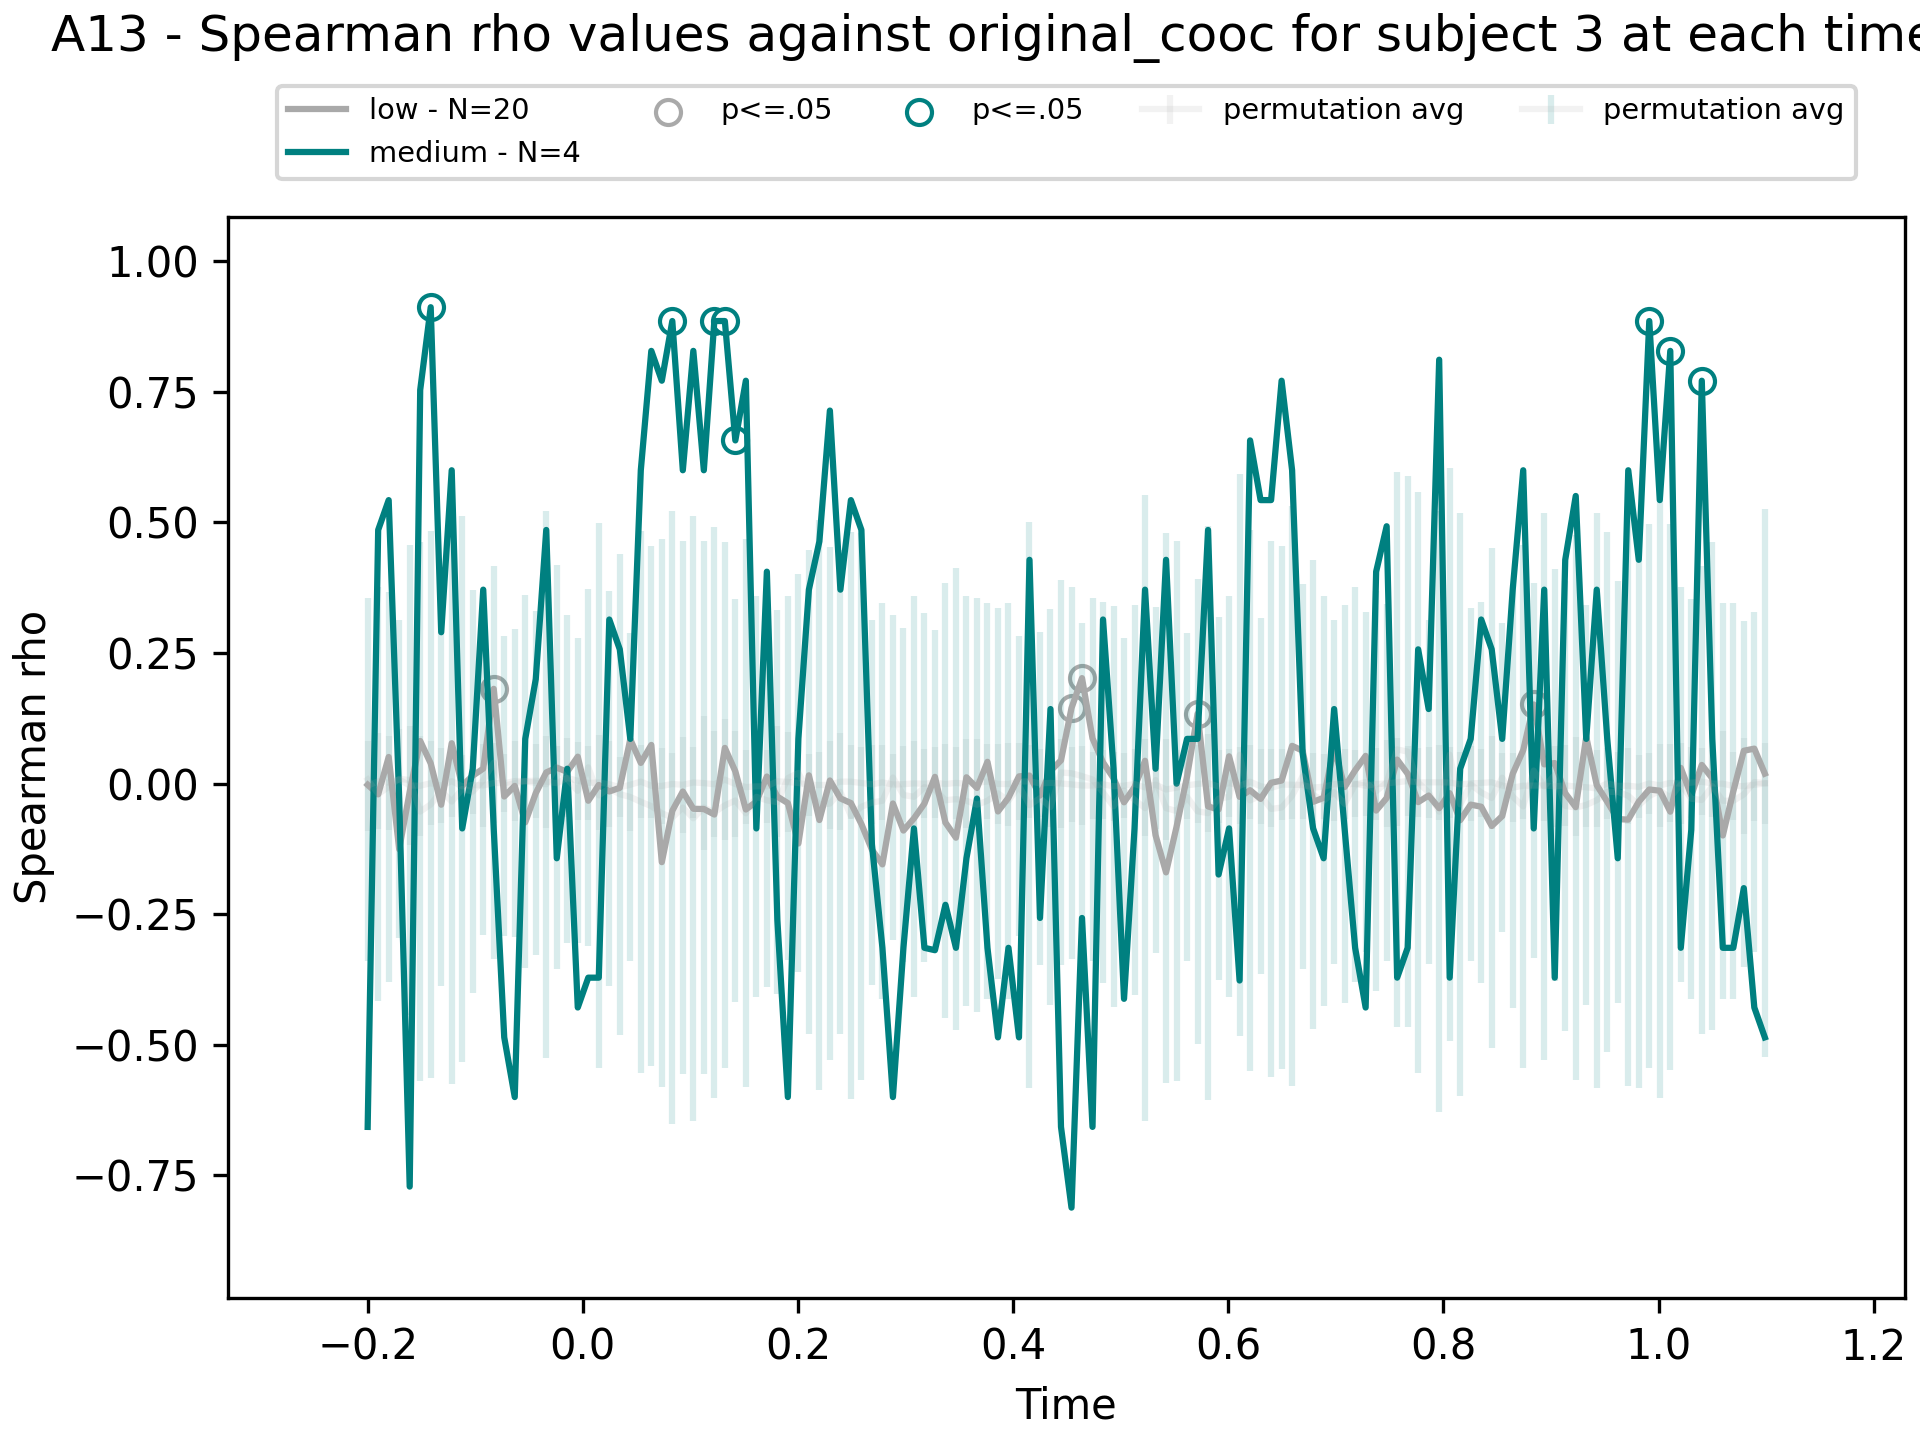 A13 - Spearman rho values against original_cooc for subject 3 at each time
low - N=20
medium - N=4
p<=.05
p<=.05
permutation avg
permutation avg
Spearman rho
1.00
0.75
0.50
0.25
0.00
−0.25
−0.50
−0.75
−0.2
0.0
0.2
0.4
0.6
0.8
1.0
1.2
Time